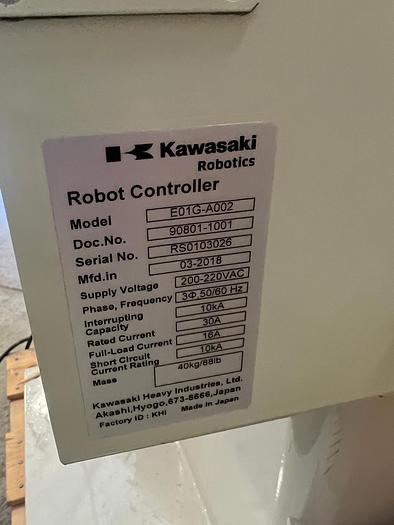 Kawasaki
Robotics
Robot Controller
Model E01G-A002
Doc.No. 90801-1001
Serial No. RS0103026
Mfd.in 03-2018
Supply Voltage 200-220VAC
Phase, Frequency 3Φ,50/60 Hz
Interrupting
Capacity 10kA
Rated Current 30A
Full-Load Current 16A
Short Circuit
Current Rating 10kA
Mass 40kg/88lb
Kawasaki Heavy Industries, Ltd.
Akashi,Hyogo,673-8666,Japan
Factory ID : KHI Made in Japan